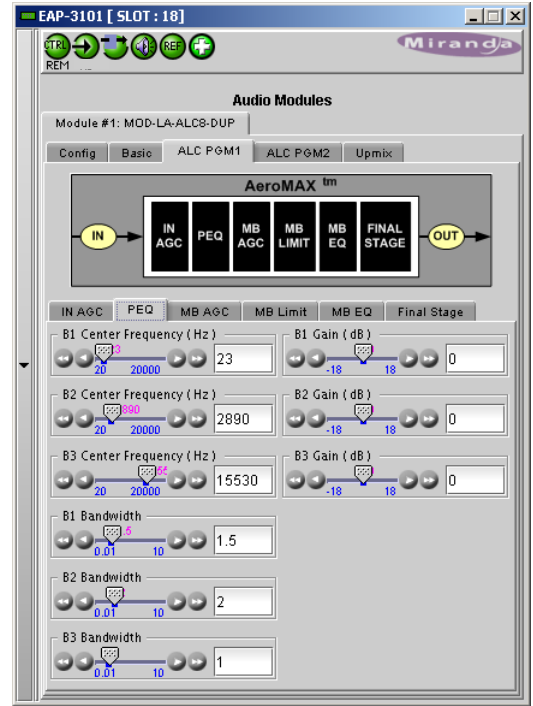 EAP-3101 [ SLOT : 18]
CTRL REF Miranda
REM
Audio Modules
Module #1: MOD-LA-ALC8-DUP
Config Basic ALC PGM1 ALC PGM2 Upmix
AeroMAX tm
IN IN AGC PEQ MB AGC MB LIMIT MB EQ FINAL STAGE OUT
IN AGC PEQ MB AGC MB Limit MB EQ Final Stage
B1 Center Frequency ( Hz ) B1 Gain ( dB )
23 0
20 20000 -18 18
B2 Center Frequency ( Hz ) B2 Gain ( dB )
2890 0
20 20000 -18 18
B3 Center Frequency ( Hz ) B3 Gain ( dB )
15530 0
20 20000 -18 18
B1 Bandwidth
1.5
0.01 10
B2 Bandwidth
2
0.01 10
B3 Bandwidth
1
0.01 10